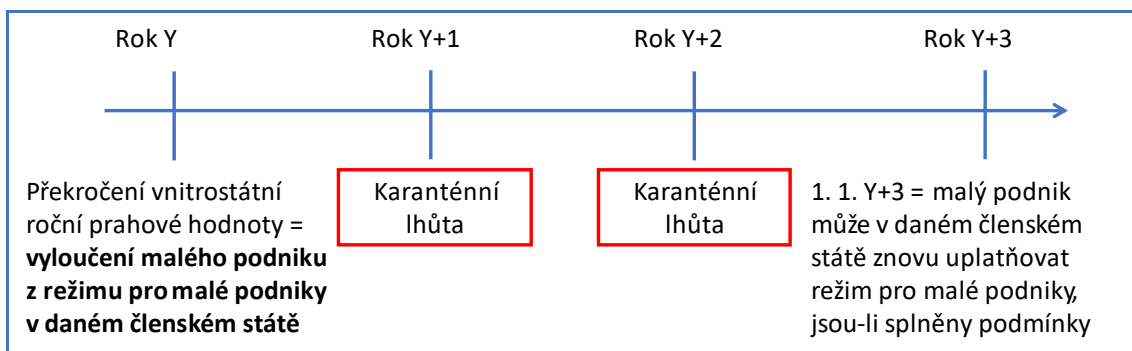 Rok Y
Rok Y+1
Rok Y+2
Rok Y+3
Překročení vnitrostátní
roční prahové hodnoty =
vyloučení malého podniku
z režimu pro malé podniky
v daném členském státě
Karanténní
lhůta
Karanténní
lhůta
1. 1. Y+3 = malý podnik
může v daném členském
státě znovu uplatňovat
režim pro malé podniky,
jsou-li splněny podmínky